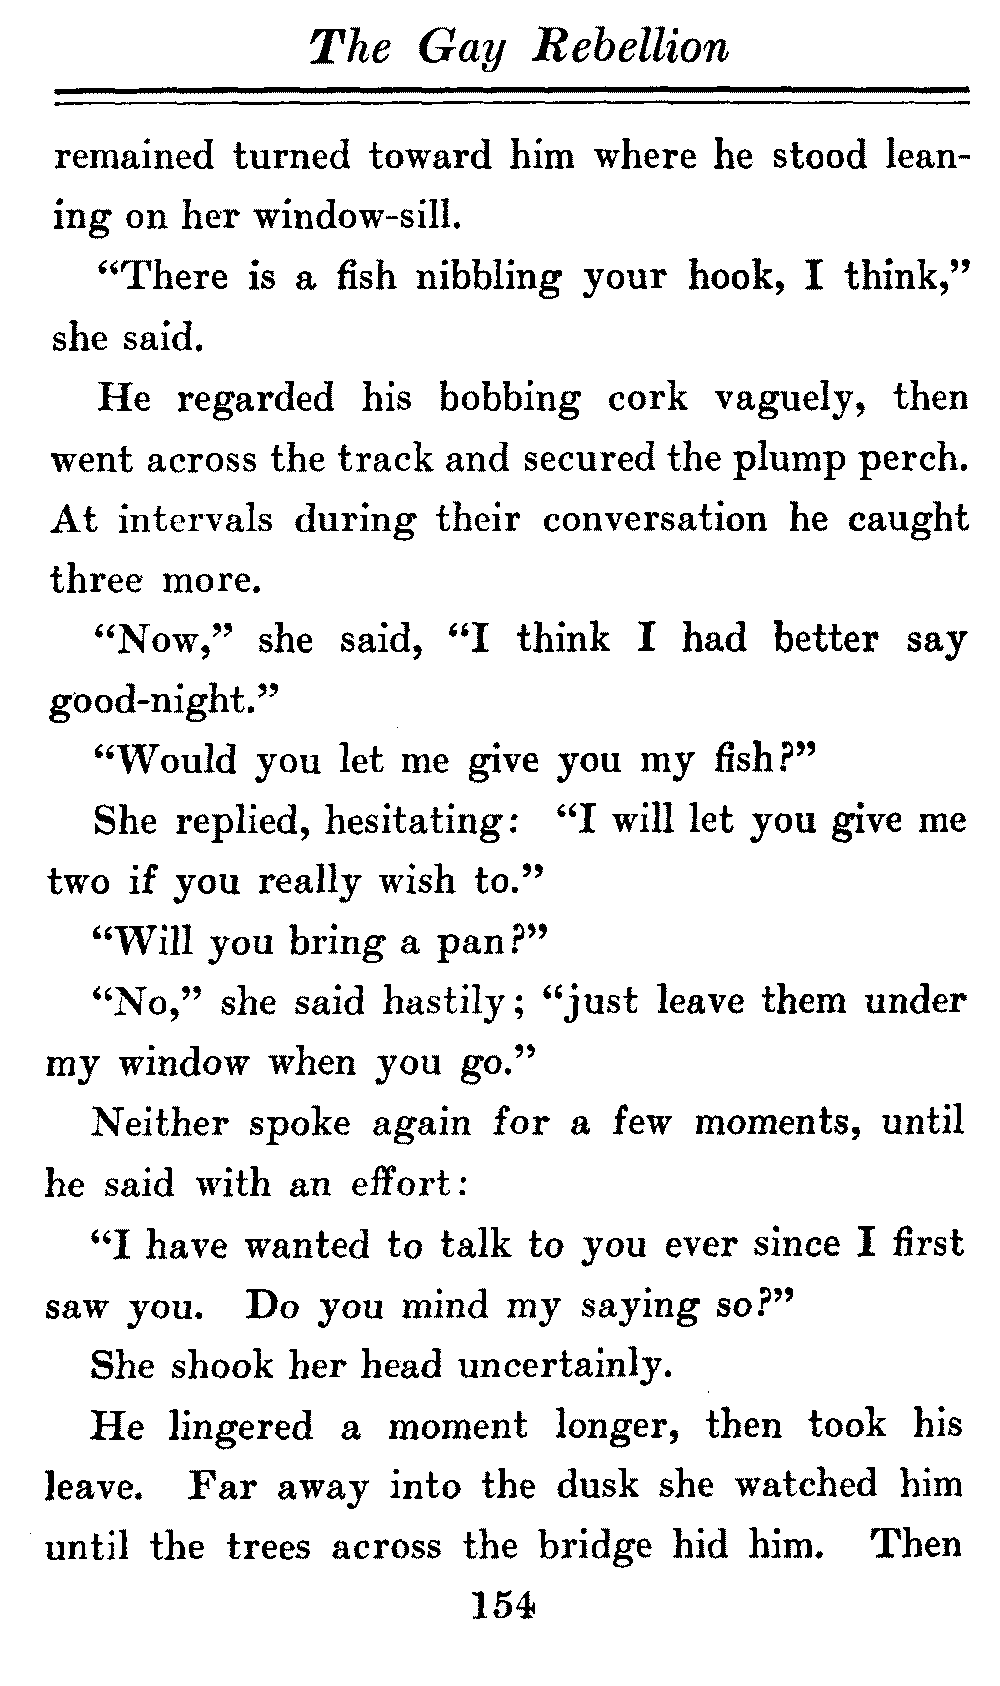 The Gay Rebellion
remained turned toward him where he stood lean-
ing on her window-sill.
“There is a fish nibbling your hook, I think,”
she said.
He regarded his bobbing cork vaguely, then
went across the track and secured the plump perch.
At intervals during their conversation he caught
three more.
“Now,” she said, “I think I had better say
good-night.”
“Would you let me give you my fish?”
She replied, hesitating: “I will let you give me
two if you really wish to.”
“Will you bring a pan?”
“No,” she said hastily; “just leave them under
my window when you go.”
Neither spoke again for a few moments, until
he said with an effort:
“I have wanted to talk to you ever since I first
saw you. Do you mind my saying so?”
She shook her head uncertainly.
He lingered a moment longer, then took his
leave. Far away into the dusk she watched him
until the trees across the bridge hid him. Then
154